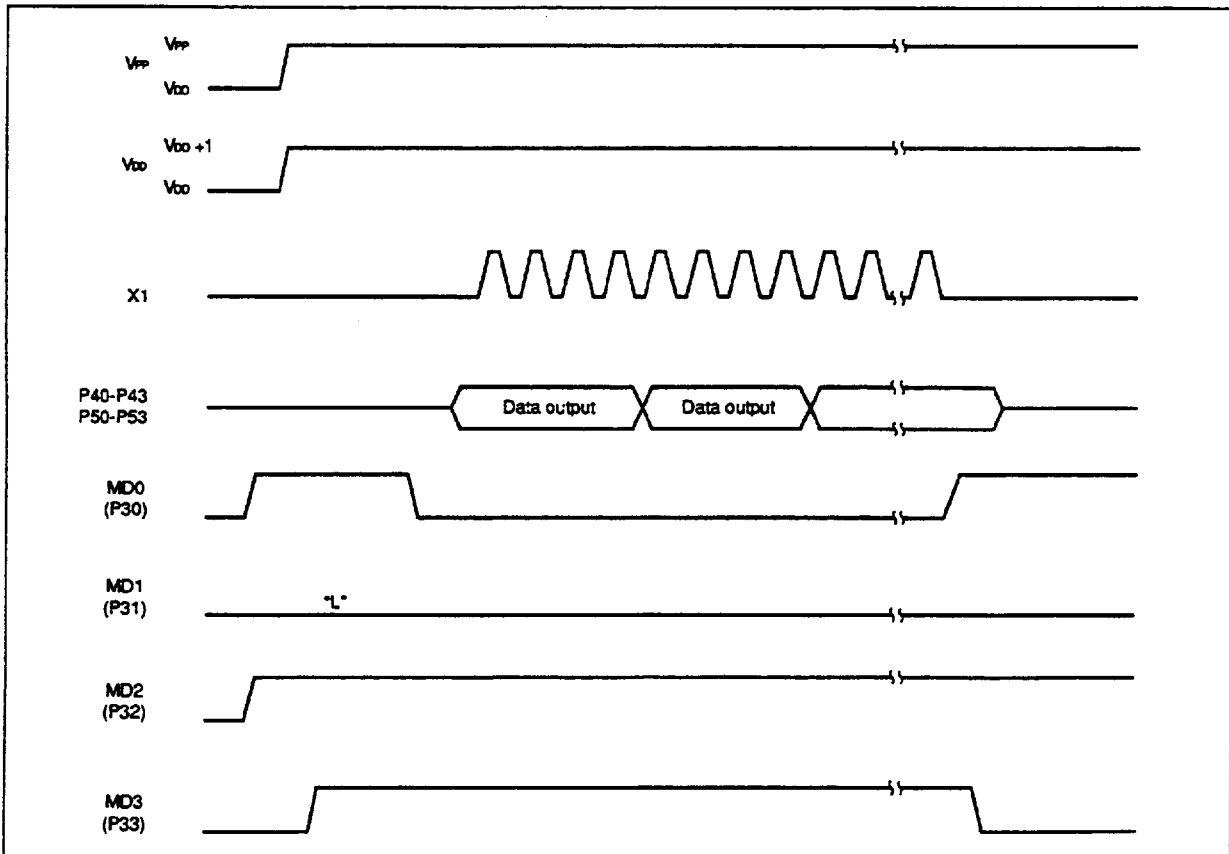 VPP
VPP
VDD
VDD +1
VDD
VDD
X1
P40-P43
P50-P53
Data output
Data output
MD0
(P30)
MD1
(P31)
"L"
MD2
(P32)
MD3
(P33)